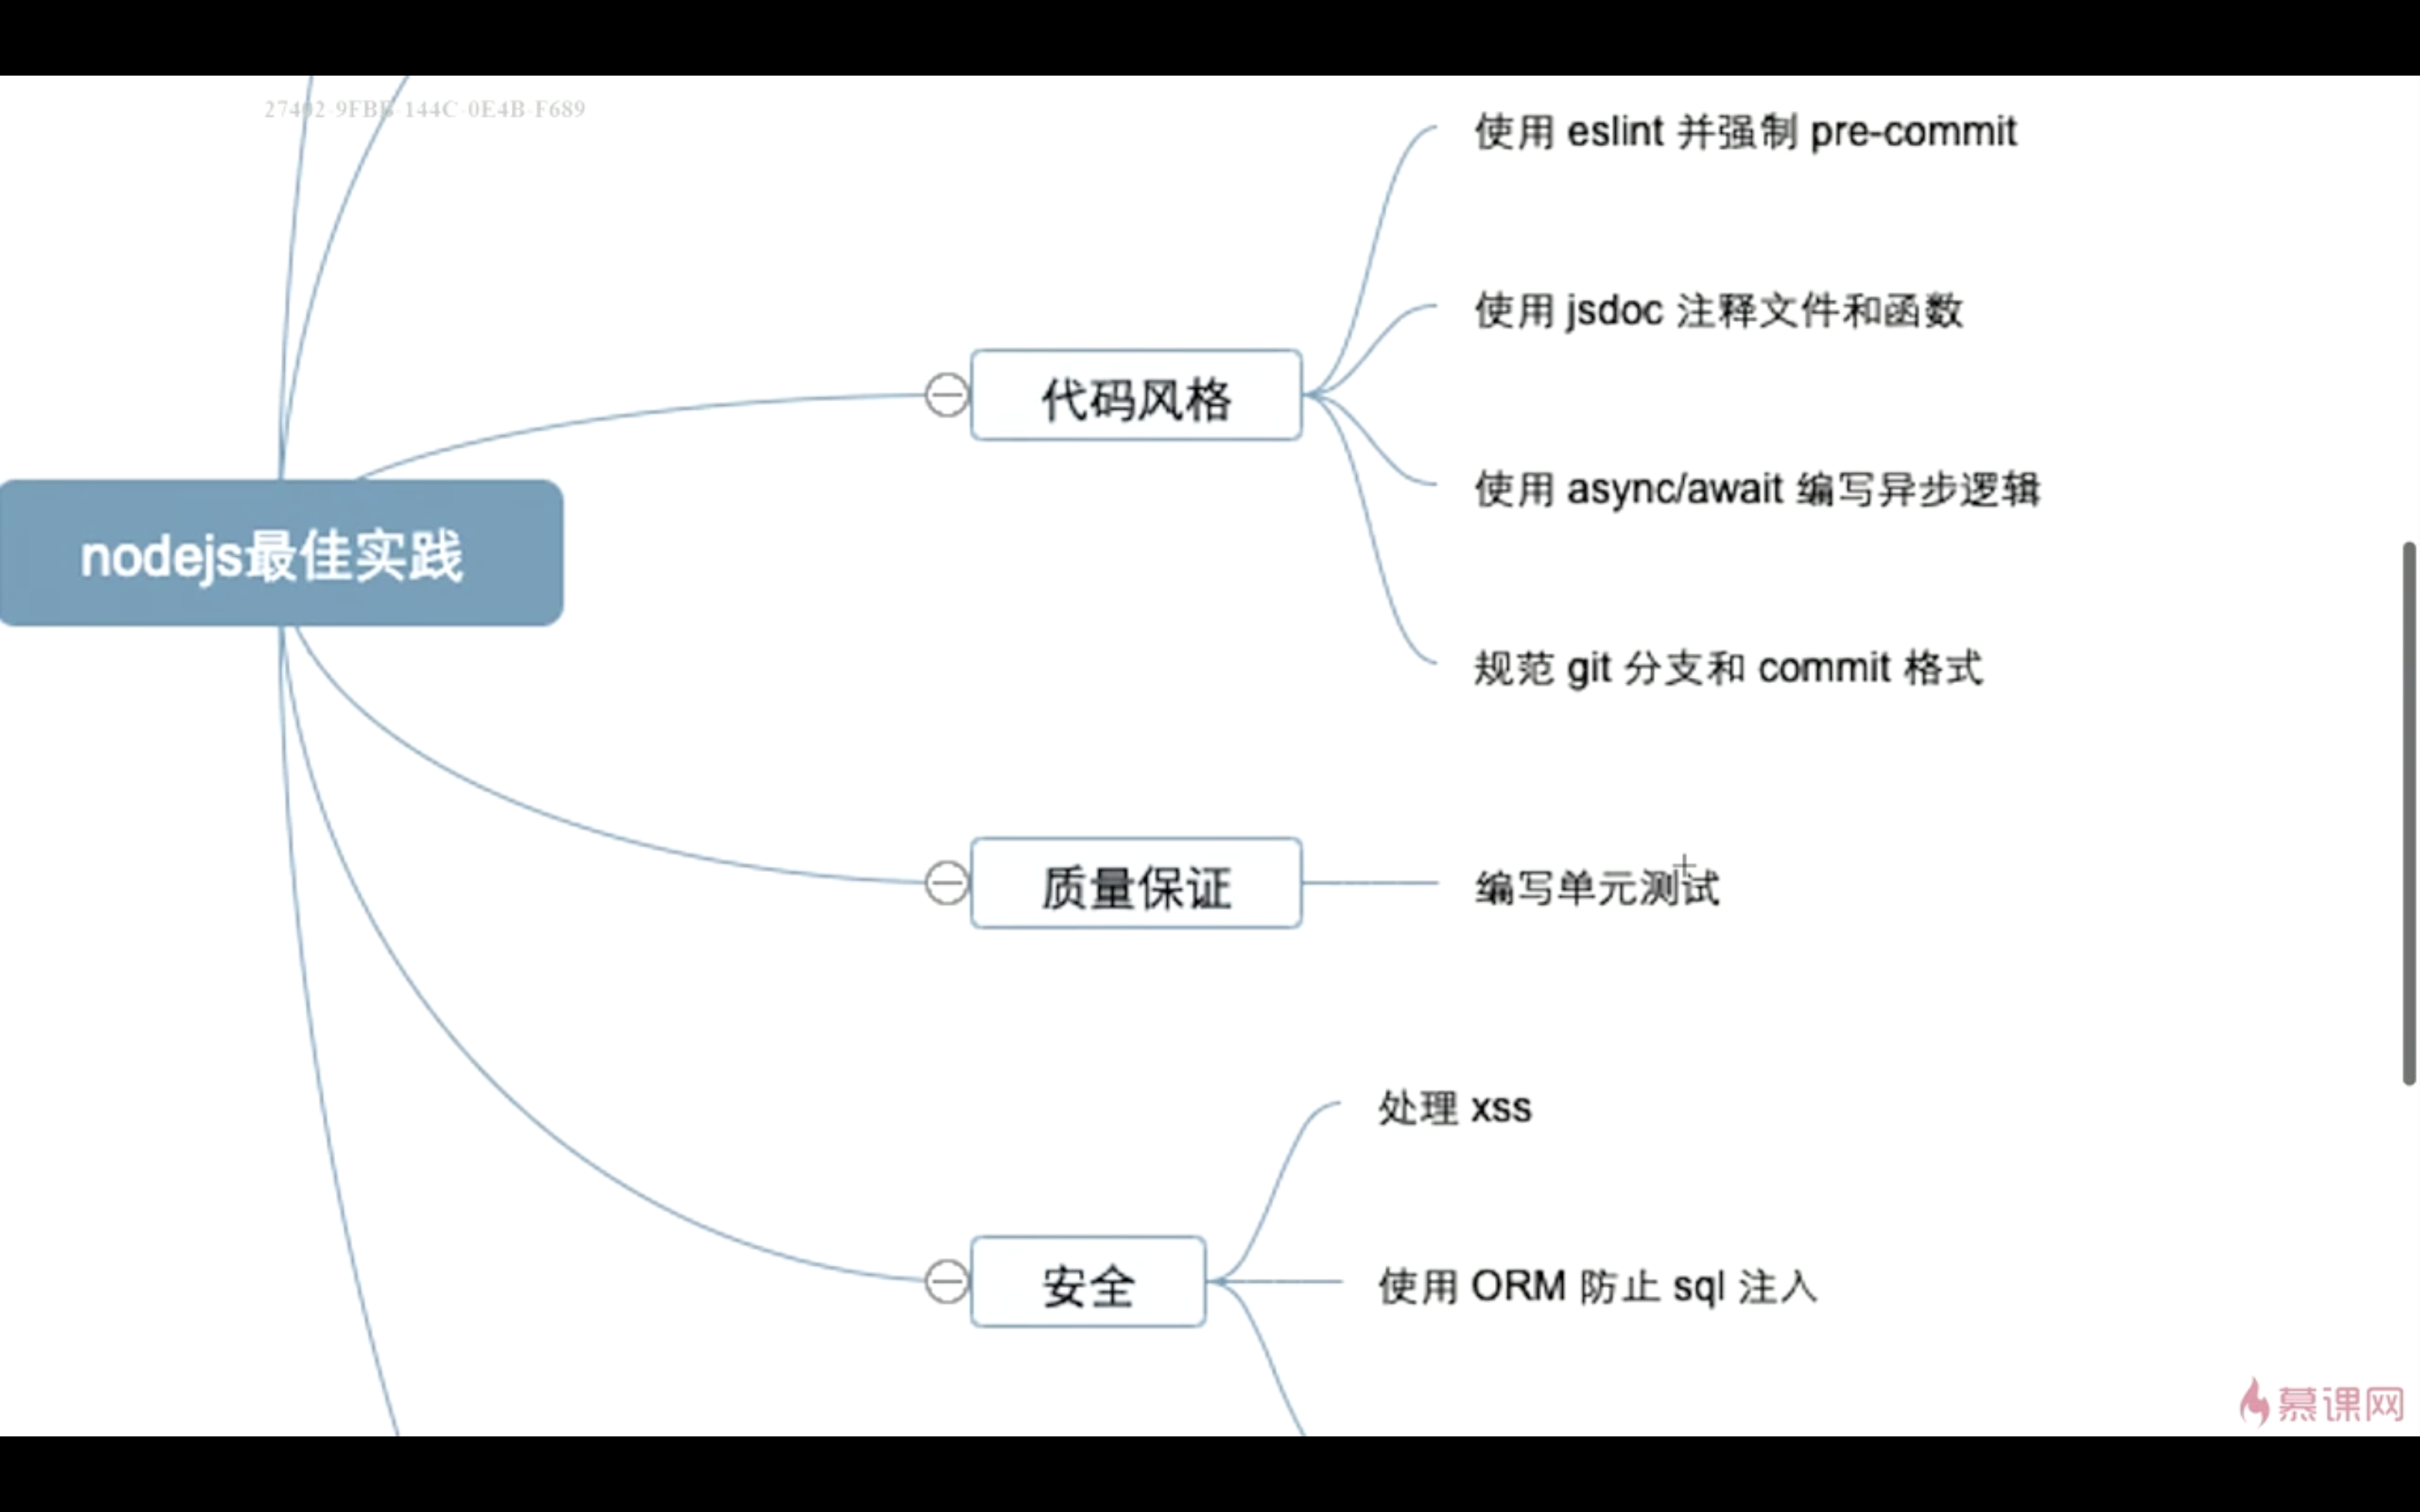 27402-9FBB-144C-0E4B-F689
使用 eslint 并强制 pre-commit
使用 jsdoc 注释文件和函数
代码风格
使用 async/await 编写异步逻辑
nodejs最佳实践
规范 git 分支和 commit 格式
质量保证
编写单元测试
处理 xss
安全
使用 ORM 防止 sql 注入
慕课网